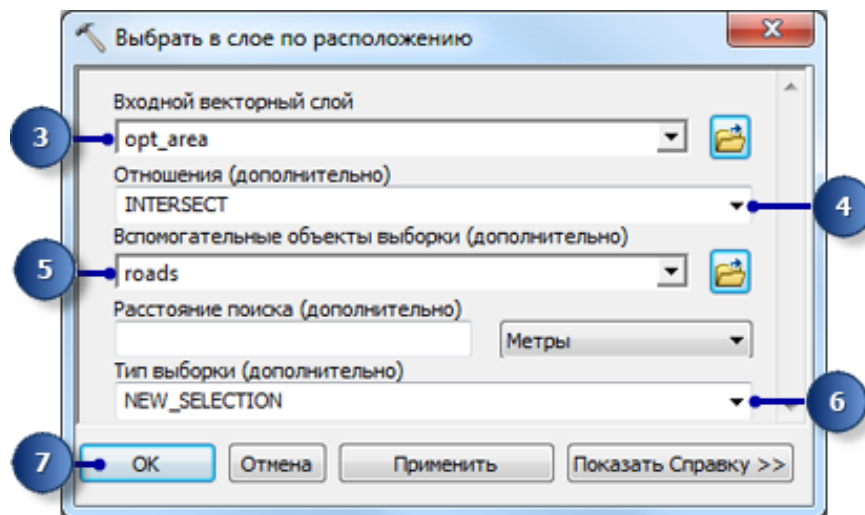 Выбрать в слое по расположению
Входной векторный слой
3
opt_area
Отношения (дополнительно)
INTERSECT
4
Вспомогательные объекты выборки (дополнительно)
5
roads
Расстояние поиска (дополнительно)
Метры
Тип выборки (дополнительно)
NEW_SELECTION
6
7
OK
Отмена
Применить
Показать Справку >>